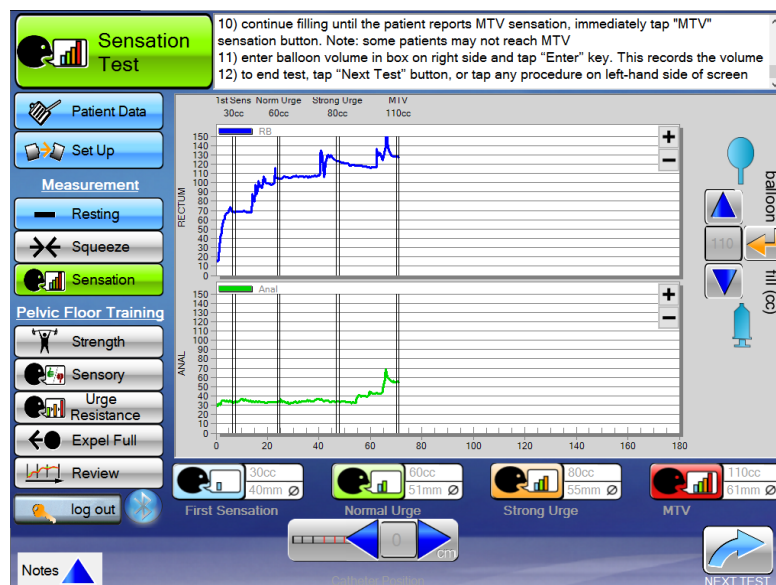 Sensation
Test
10) continue filling until the patient reports MTV sensation, immediately tap "MTV"
sensation button. Note: some patients may not reach MTV
11) enter balloon volume in box on right side and tap “Enter” key. This records the volume
12) to end test, tap “Next Test” button, or tap any procedure on left-hand side of screen
Patient Data
Set Up
Measurement
Resting
Squeeze
Sensation
Pelvic Floor Training
Strength
Sensory
Urge
Resistance
Expel Full
Review
log out
Notes
1st Sens Norm Urge Strong Urge MTV
30cc 60cc 80cc 110cc
RB
RECTUM
150
140
130
120
110
100
90
80
70
60
50
40
30
20
10
0
Anal
ANAL
150
140
130
120
110
100
90
80
70
60
50
40
30
20
10
0
0 20 40 60 80 100 120 140 160 180
balloon
110
fill (cc)
30cc
40mm Ø
First Sensation
60cc
51mm Ø
Normal Urge
80cc
55mm Ø
Strong Urge
110cc
61mm Ø
MTV
0
cm
Catheter Position
NEXT TEST